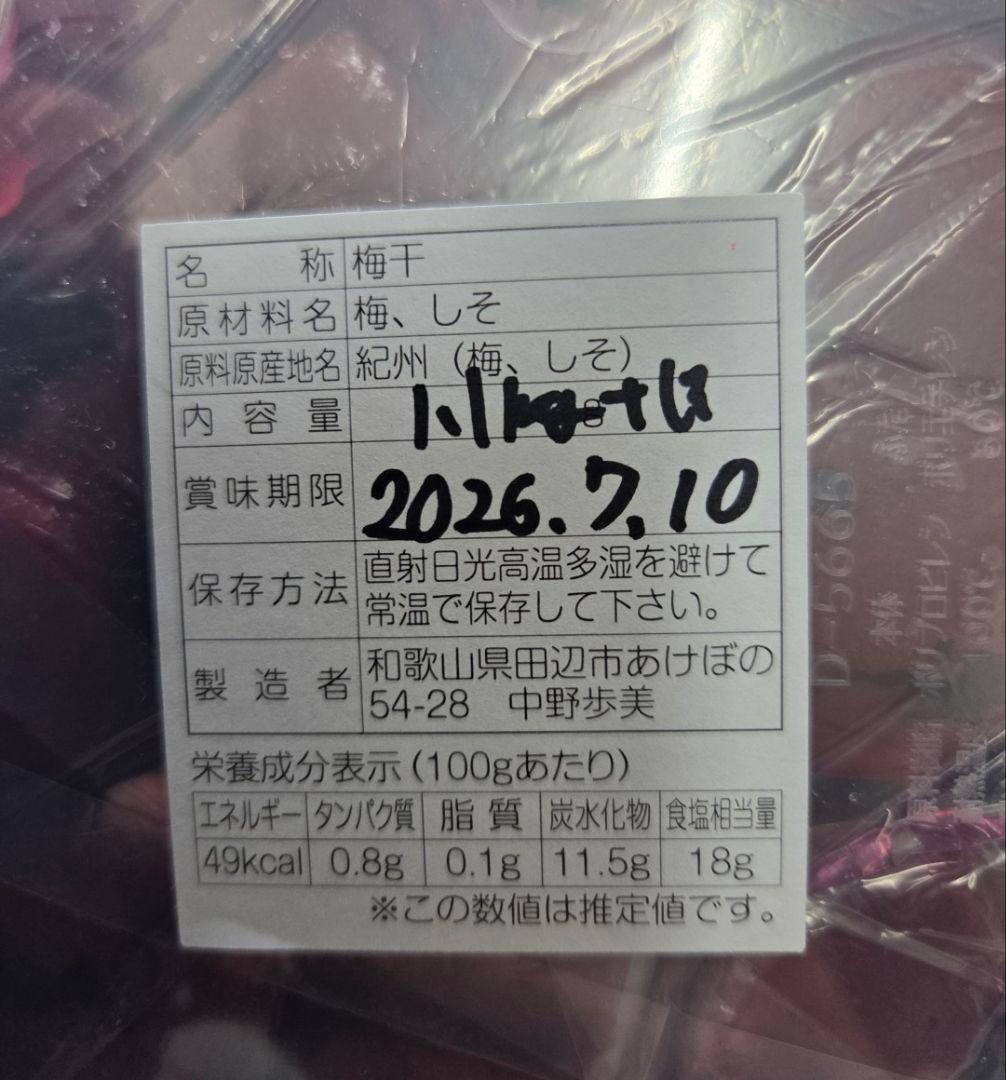 名称 梅干
原材料名 梅、しそ
原料原産地名 紀州（梅、しそ）
内容量 1.1kg
賞味期限 2026.7.10
保存方法 直射日光高温多湿を避けて
常温で保存して下さい。
製造者 和歌山県田辺市あけぼの
54-28 中野歩美
栄養成分表示(100gあたり)
エネルギー タンパク質 脂質 炭水化物 食塩相当量
49kcal 0.8g 0.1g 11.5g 18g
※この数値は推定値です。
D-5665